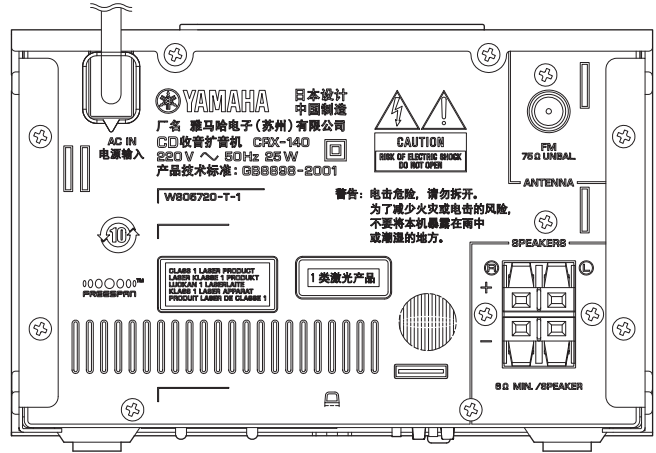 YAMAHA
日本设计
中国制造
厂名 雅马哈电子(苏州)有限公司
CD收音扩音机 CRX-140
220V ～ 50Hz 25W
产品技术标准: GB8898-2001
W805720-T-1
AC IN
电源输入
CAUTION
RISK OF ELECTRIC SHOCK
DO NOT OPEN
警告: 电击危险, 请勿拆开。
为了减少火灾或电击的风险,
不要将本机暴露在雨中
或潮湿的地方。
FM
75Ω UNBAL.
ANTENNA
SPEAKERS
R L
+
−
6Ω MIN. /SPEAKER
10
FREESPAN™
CLASS 1 LASER PRODUCT
LASER KLASSE 1 PRODUKT
LUOKAN 1 LASERLAITE
KLASS 1 LASER APPARAT
PRODUIT LASER DE CLASSE 1
1类激光产品